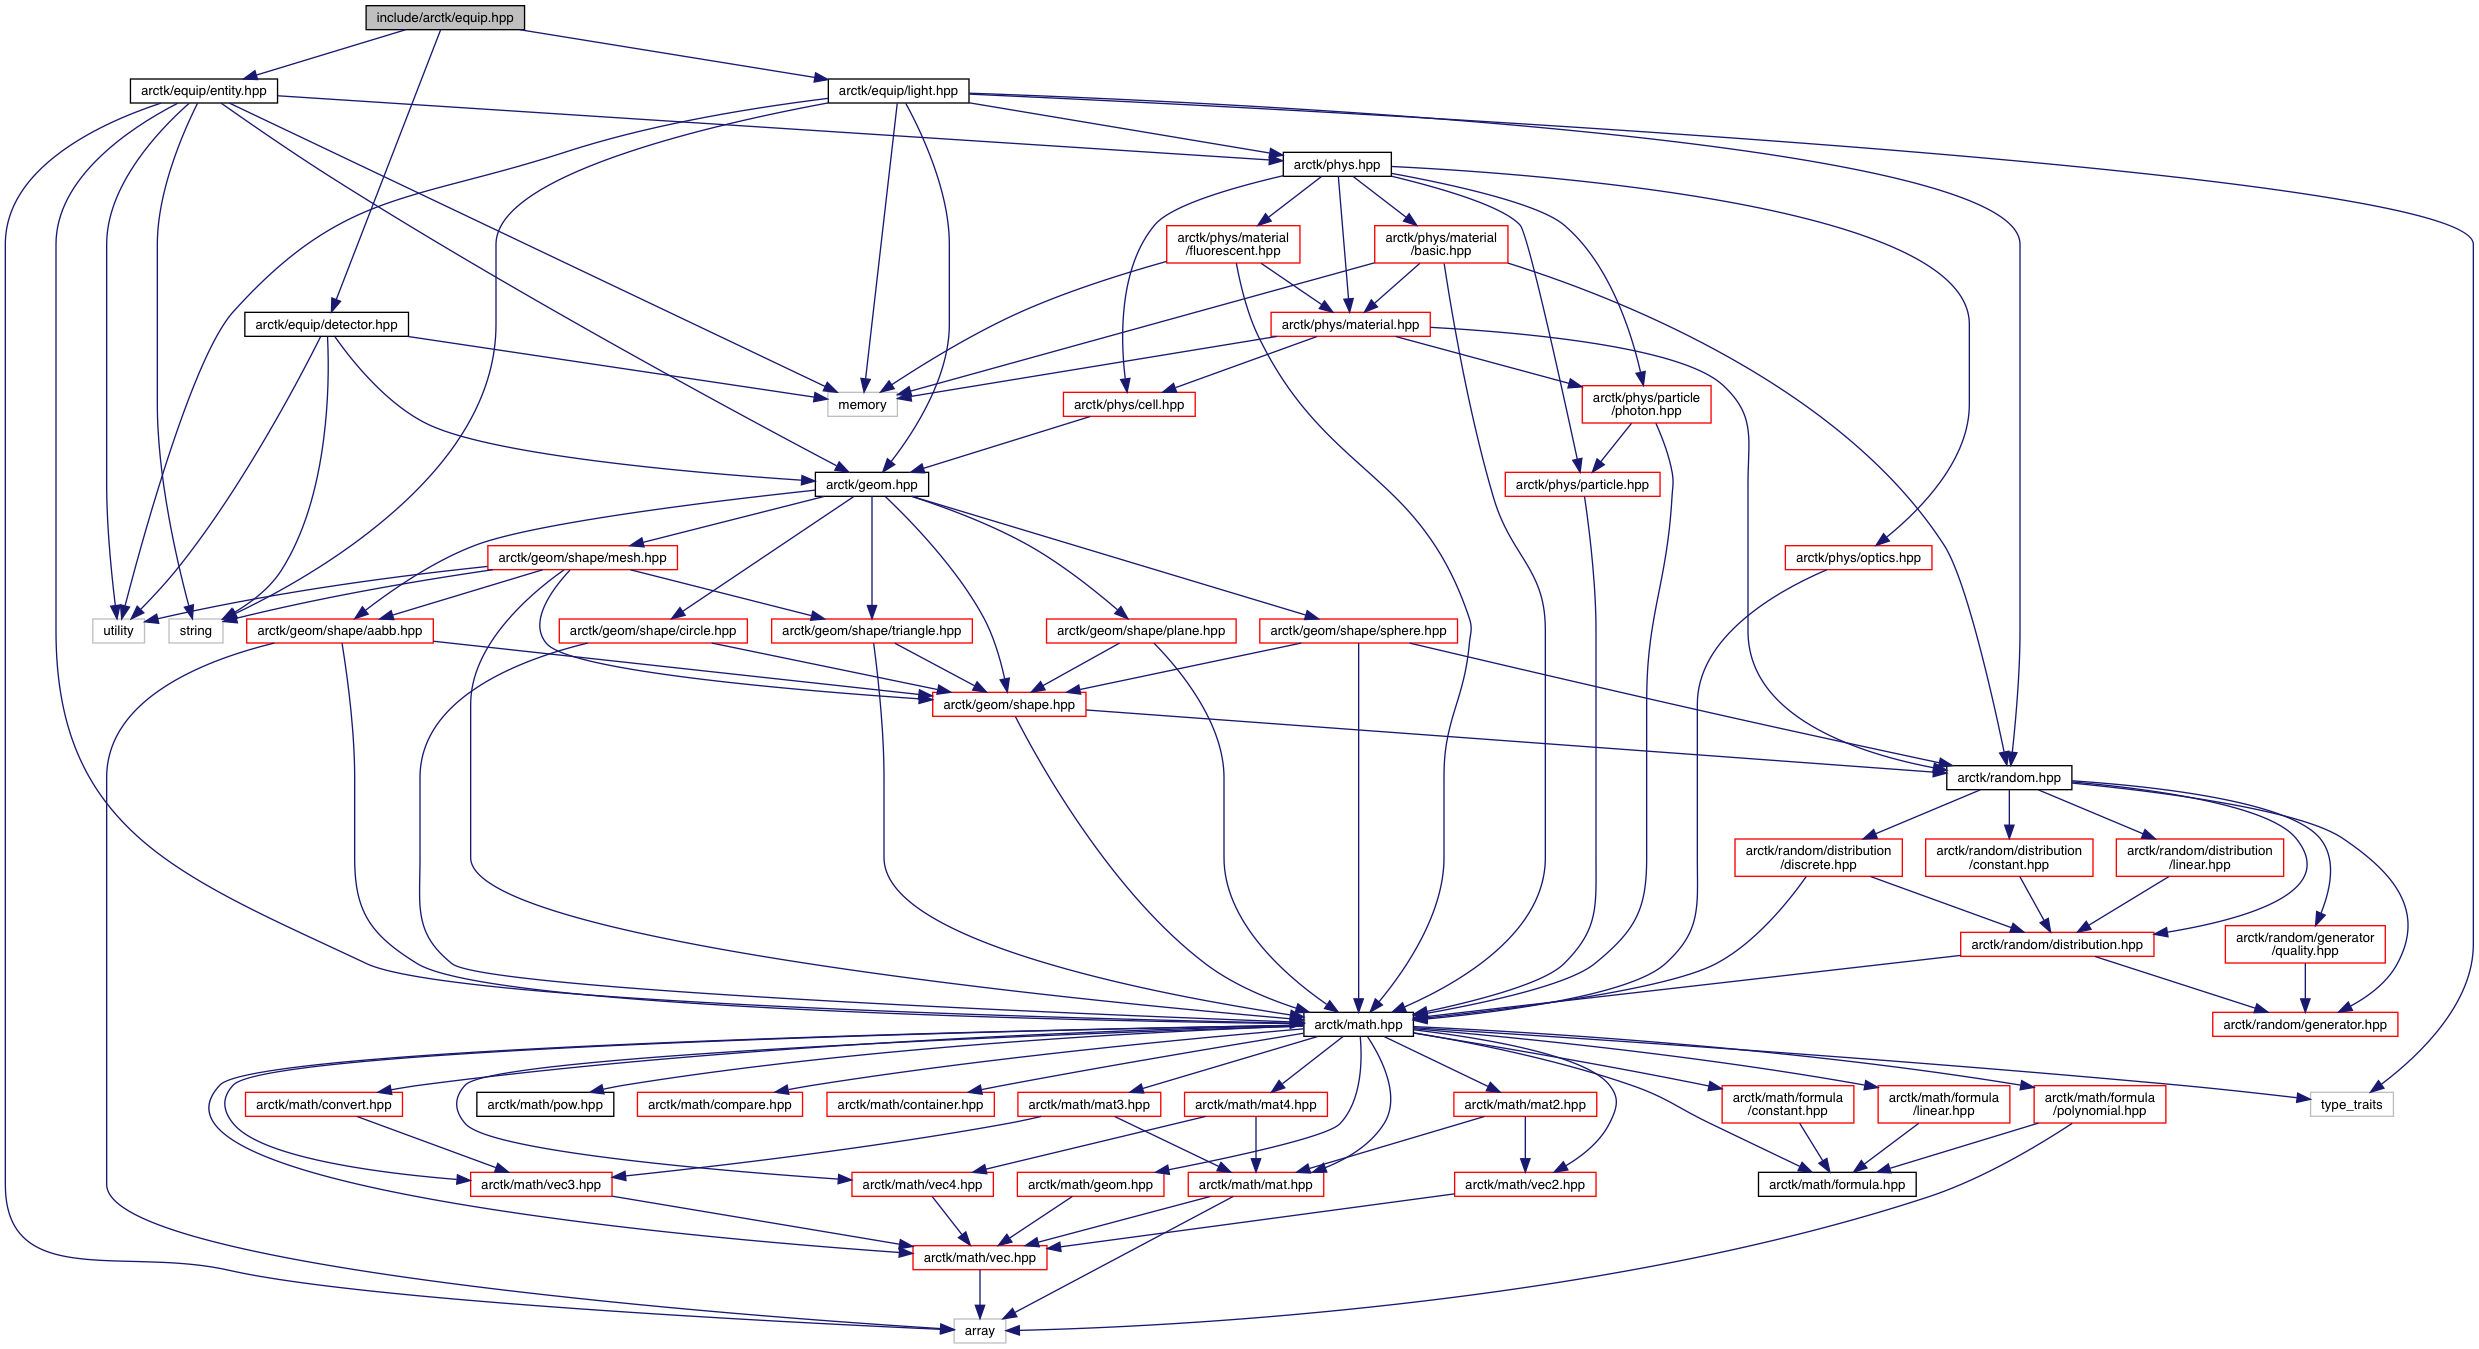 include/arctk/equip.hpp
arctk/equip/entity.hpp
arctk/equip/light.hpp
arctk/phys.hpp
arctk/phys/material
/fluorescent.hpp
arctk/phys/material
/basic.hpp
arctk/equip/detector.hpp
arctk/phys/material.hpp
memory
arctk/phys/cell.hpp
arctk/phys/particle
/photon.hpp
arctk/geom.hpp
arctk/phys/particle.hpp
arctk/geom/shape/mesh.hpp
arctk/phys/optics.hpp
utility
string
arctk/geom/shape/aabb.hpp
arctk/geom/shape/circle.hpp
arctk/geom/shape/triangle.hpp
arctk/geom/shape/plane.hpp
arctk/geom/shape/sphere.hpp
arctk/geom/shape.hpp
arctk/random.hpp
arctk/random/distribution
/discrete.hpp
arctk/random/distribution
/constant.hpp
arctk/random/distribution
/linear.hpp
arctk/random/distribution.hpp
arctk/random/generator
/quality.hpp
arctk/math.hpp
arctk/random/generator.hpp
arctk/math/convert.hpp
arctk/math/pow.hpp
arctk/math/compare.hpp
arctk/math/container.hpp
arctk/math/mat3.hpp
arctk/math/mat4.hpp
arctk/math/mat2.hpp
arctk/math/formula
/constant.hpp
arctk/math/formula
/linear.hpp
arctk/math/formula
/polynomial.hpp
type_traits
arctk/math/vec3.hpp
arctk/math/vec4.hpp
arctk/math/geom.hpp
arctk/math/mat.hpp
arctk/math/vec2.hpp
arctk/math/formula.hpp
arctk/math/vec.hpp
array